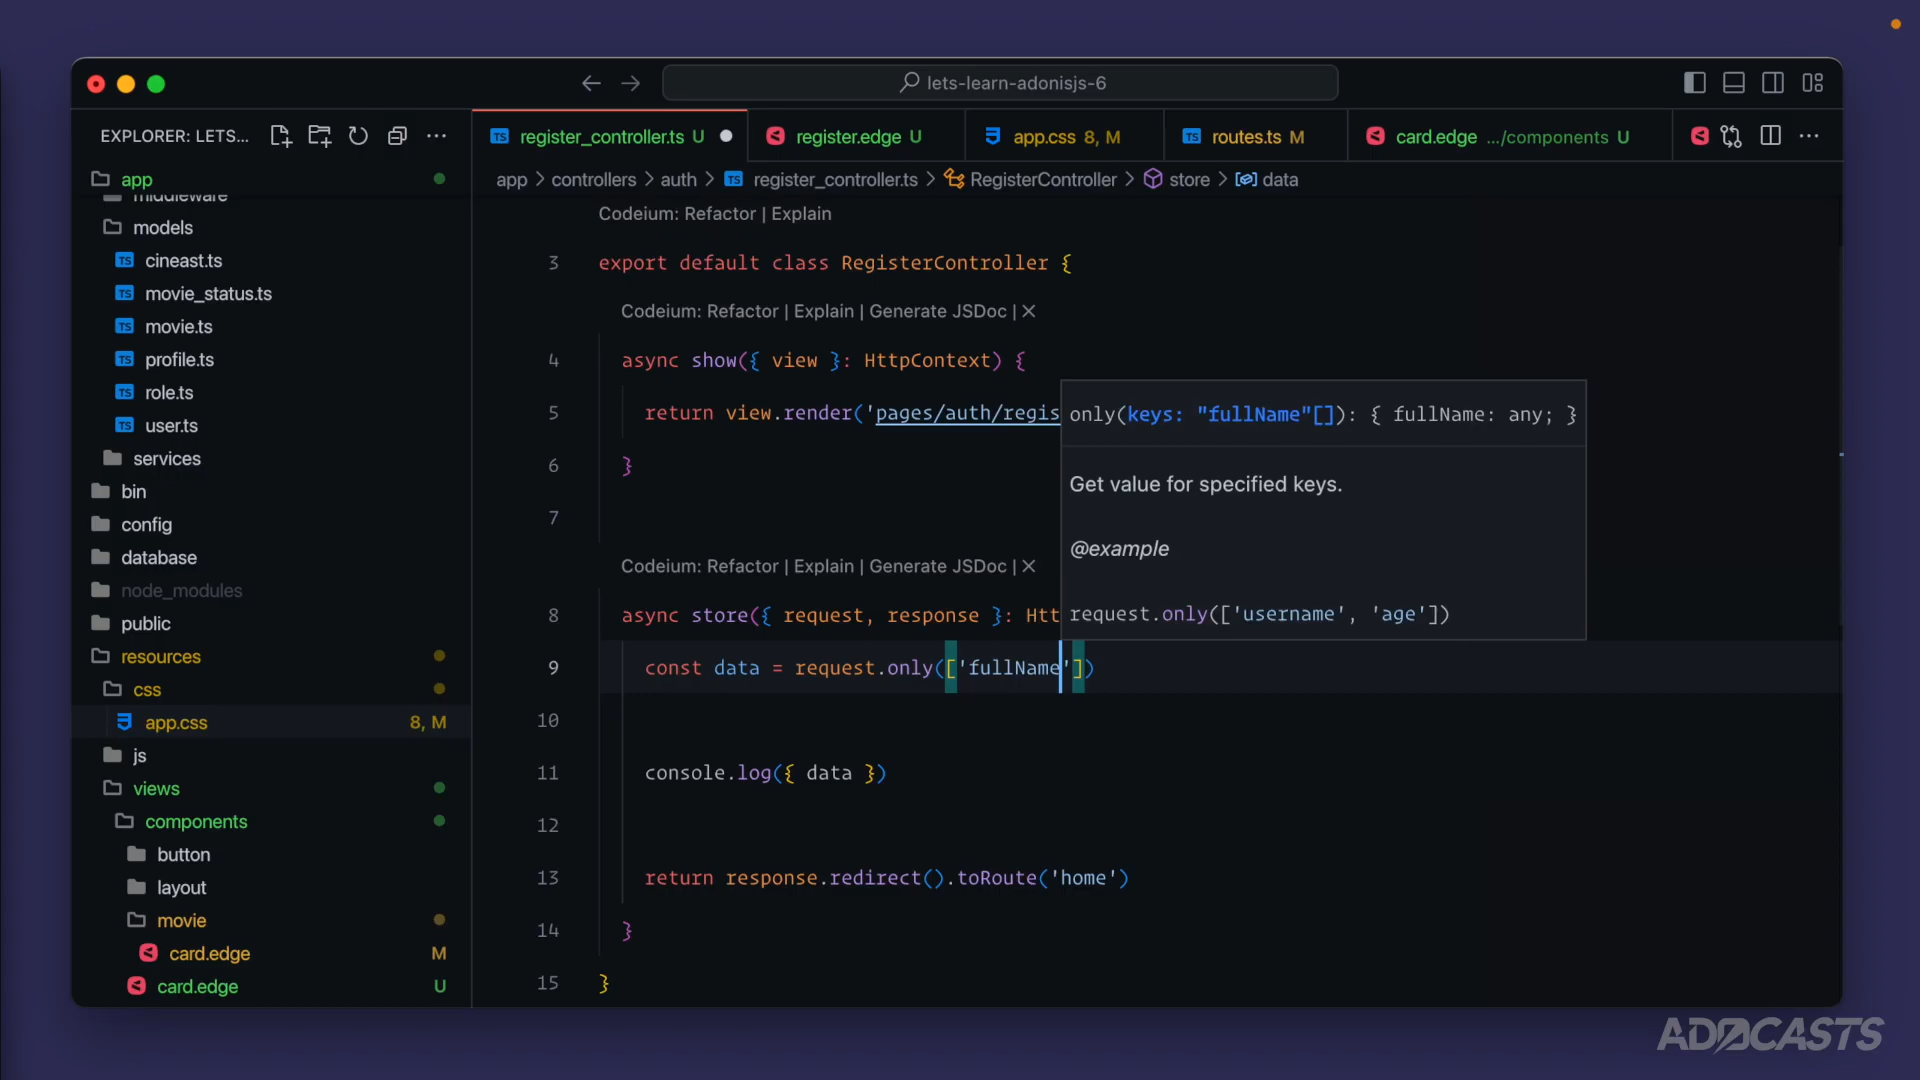 lets-learn-adonisjs-6
EXPLORER: LETS...
register_controller.ts U
register.edge U
app.css 8, M
routes.ts M
card.edge .../components U
app
middleware
models
cineast.ts
movie_status.ts
movie.ts
profile.ts
role.ts
user.ts
services
bin
config
database
node_modules
public
resources
css
app.css 8, M
js
views
components
button
layout
movie
card.edge M
card.edge U
app > controllers > auth > register_controller.ts > RegisterController > store > data
Codeium: Refactor | Explain
3 export default class RegisterController {
Codeium: Refactor | Explain | Generate JSDoc | ×
4 async show({ view }: HttpContext) {
5 return view.render('pages/auth/regis
6 }
7
Codeium: Refactor | Explain | Generate JSDoc | ×
8 async store({ request, response }: Htt
9 const data = request.only(['fullName'])
10
11 console.log({ data })
12
13 return response.redirect().toRoute('home')
14 }
15 }
only(keys: "fullName"[]): { fullName: any; }
Get value for specified keys.
@example
request.only(['username', 'age'])
ADOCASTS